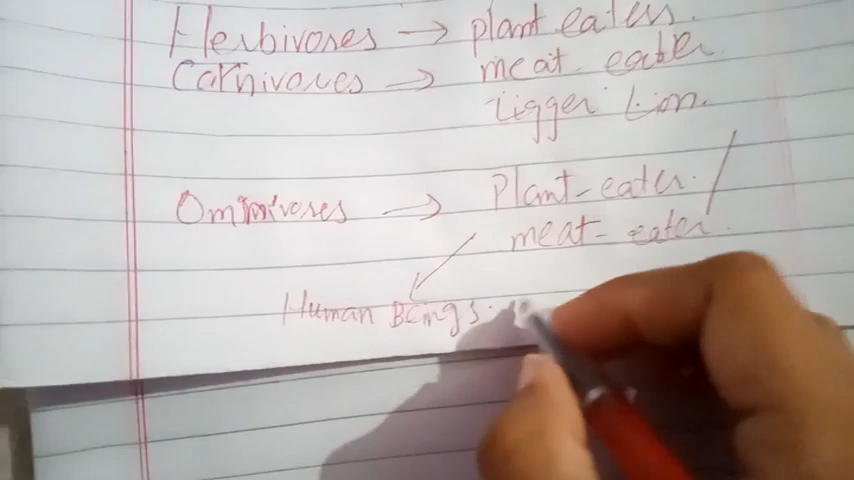 Herbivores → plant eaters.
Carnivores → meat-eater
Tigger Lion.
Omnivores → Plant-eater. /
meat-eater.
Human Beings.